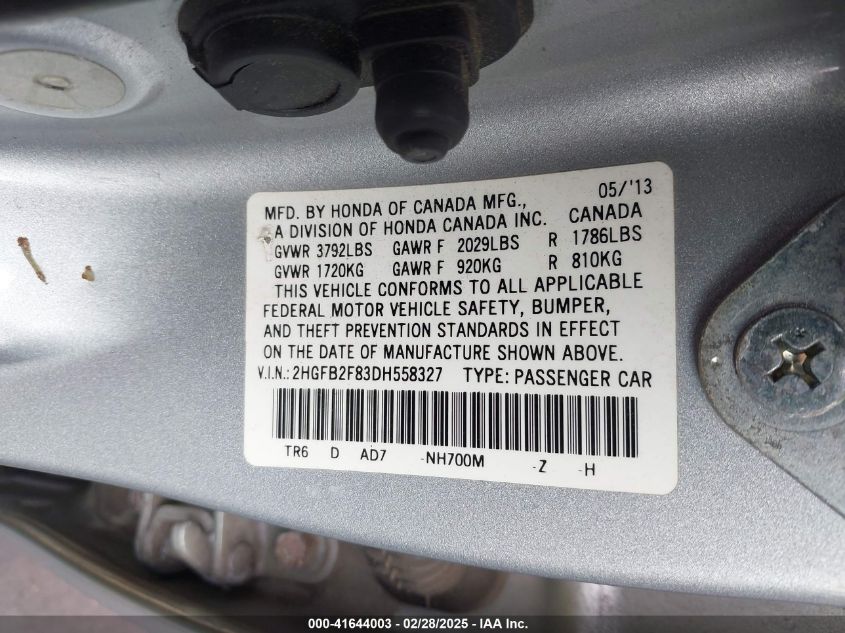 05/'13
MFD. BY HONDA OF CANADA MFG.,
A DIVISION OF HONDA CANADA INC. CANADA
GVWR 3792LBS GAWR F 2029LBS R 1786LBS
GVWR 1720KG GAWR F 920KG R 810KG
THIS VEHICLE CONFORMS TO ALL APPLICABLE
FEDERAL MOTOR VEHICLE SAFETY, BUMPER,
AND THEFT PREVENTION STANDARDS IN EFFECT
ON THE DATE OF MANUFACTURE SHOWN ABOVE.
V.I.N.: 2HGFB2F83DH558327 TYPE: PASSENGER CAR
TR6 D AD7 -NH700M -Z -H
000-41644003 - 02/28/2025 - IAA Inc.